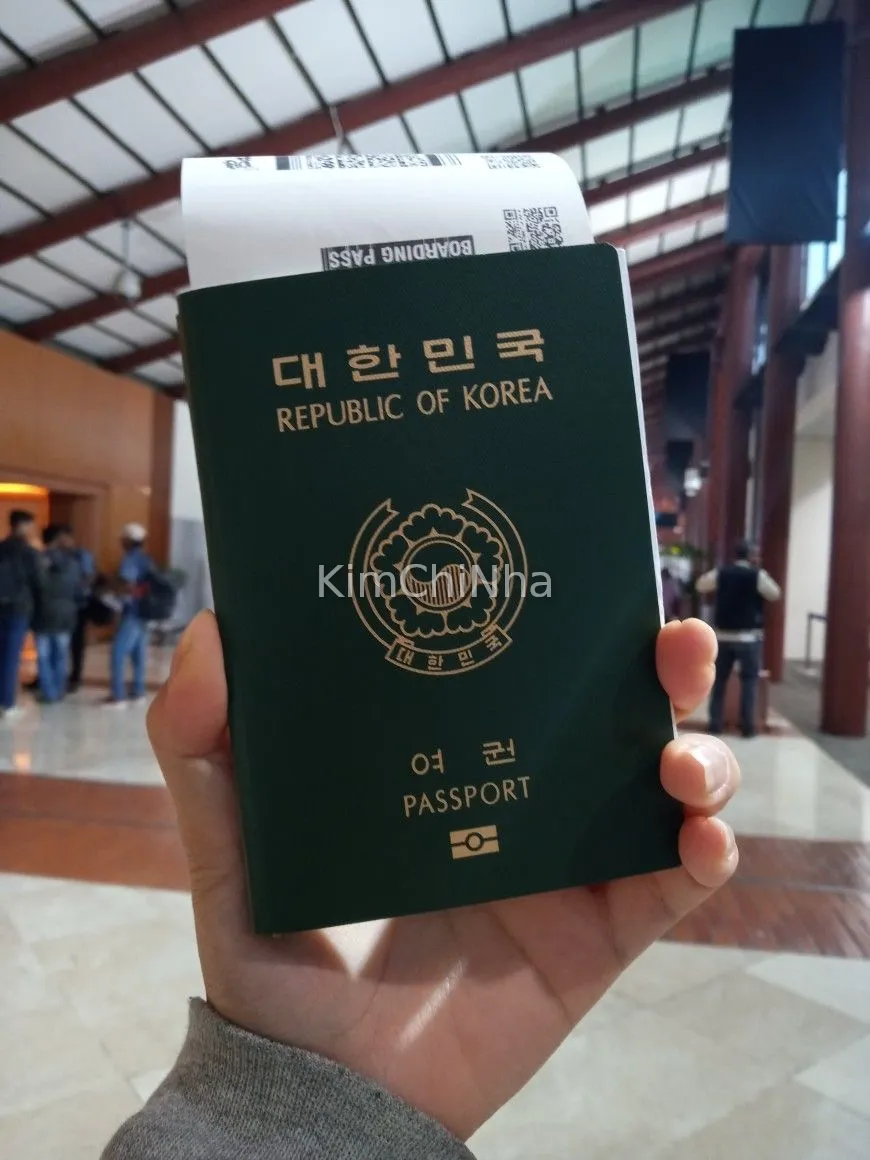 BOARDING PASS
대한민국
REPUBLIC OF KOREA
KimChiNha
대한민국
여 권
PASSPORT